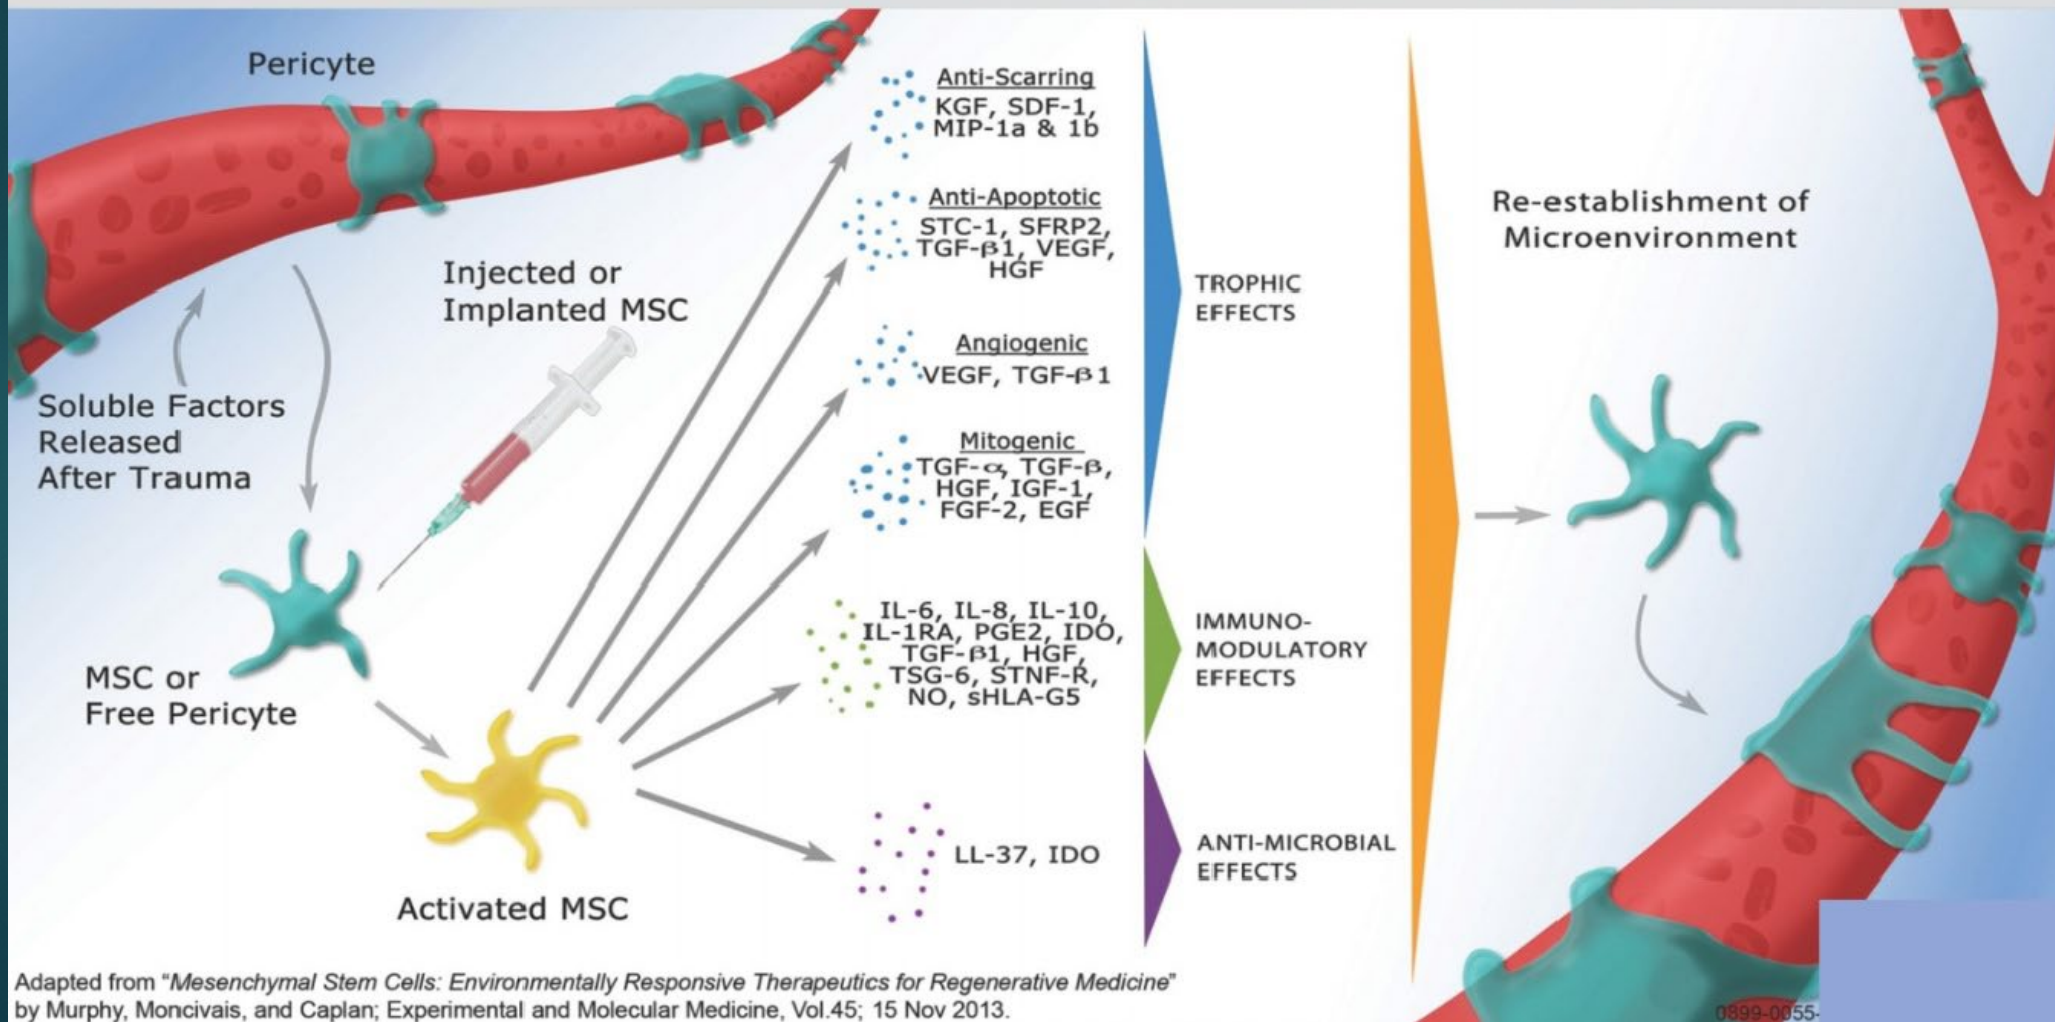 Pericyte
Injected or
Implanted MSC
Soluble Factors
Released
After Trauma
MSC or
Free Pericyte
Activated MSC
Anti-Scarring
KGF, SDF-1,
MIP-1a & 1b
Anti-Apoptotic
STC-1, SFRP2,
TGF-β1, VEGF,
HGF
Angiogenic
VEGF, TGF-β1
Mitogenic
TGF-α, TGF-β,
HGF, IGF-1,
FGF-2, EGF
IL-6, IL-8, IL-10,
IL-1RA, PGE2, IDO,
TGF-β1, HGF,
TSG-6, STNF-R,
NO, sHLA-G5
LL-37, IDO
TROPHIC
EFFECTS
IMMUNO-
MODULATORY
EFFECTS
ANTI-MICROBIAL
EFFECTS
Re-establishment of
Microenvironment
Adapted from “Mesenchymal Stem Cells: Environmentally Responsive Therapeutics for Regenerative Medicine”
by Murphy, Moncivais, and Caplan; Experimental and Molecular Medicine, Vol.45; 15 Nov 2013.
0899-0055-